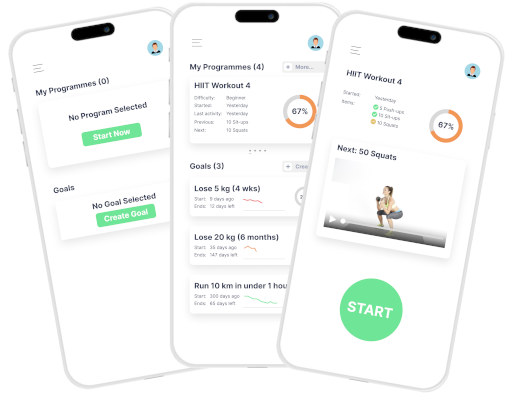 My Programmes (0)
No Program Selected
Start Now
Goals
No Goal Selected
Create Goal
My Programmes (4)
+ More...
HIIT Workout 4
Difficulty: Beginner
Started: Yesterday
Last activity: Yesterday
Previous: 10 Sit-ups
Next: 10 Squats
67%
Goals (3)
+ Crea
Lose 5 kg (4 wks)
Start: 9 days ago
Ends: 12 days left
Lose 20 kg (6 months)
Start: 35 days ago
Ends: 147 days left
Run 10 km in under 1 hou
Start: 300 days ago
Ends: 65 days left
HIIT Workout 4
Started: Yesterday
Items: 5 Push-ups
10 Sit-ups
10 Squats
67%
Next: 50 Squats
START